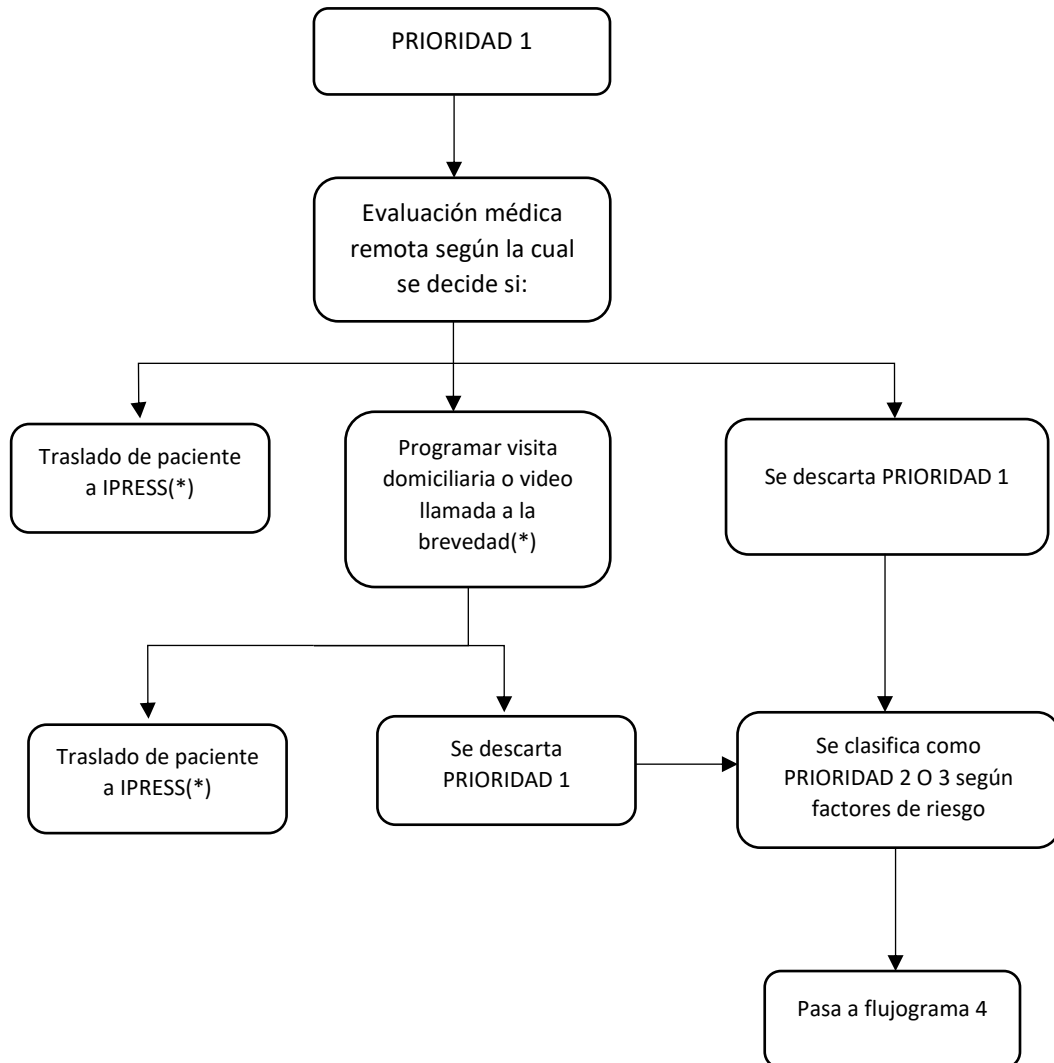 PRIORIDAD 1
Evaluación médica
remota según la cual
se decide si:
Traslado de paciente
a IPRESS(*)
Programar visita
domiciliaria o video
llamada a la
brevedad(*)
Se descarta PRIORIDAD 1
Traslado de paciente
a IPRESS(*)
Se descarta
PRIORIDAD 1
Se clasifica como
PRIORIDAD 2 O 3 según
factores de riesgo
Pasa a flujograma 4